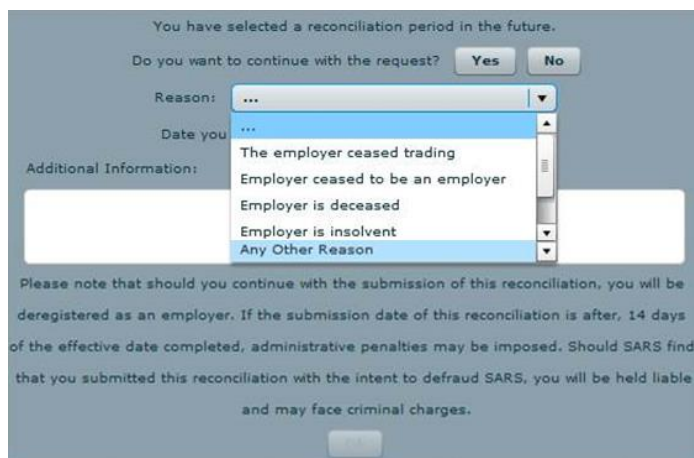 You have selected a reconciliation period in the future.
Do you want to continue with the request? Yes No
Reason: ...
Date you
...
The employer ceased trading
Additional Information:
Employer ceased to be an employer
Employer is deceased
Employer is insolvent
Any Other Reason
Please note that should you continue with the submission of this reconciliation, you will be
deregistered as an employer. If the submission date of this reconciliation is after, 14 days
of the effective date completed, administrative penalties may be imposed. Should SARS find
that you submitted this reconciliation with the intent to defraud SARS, you will be held liable
and may face criminal charges.